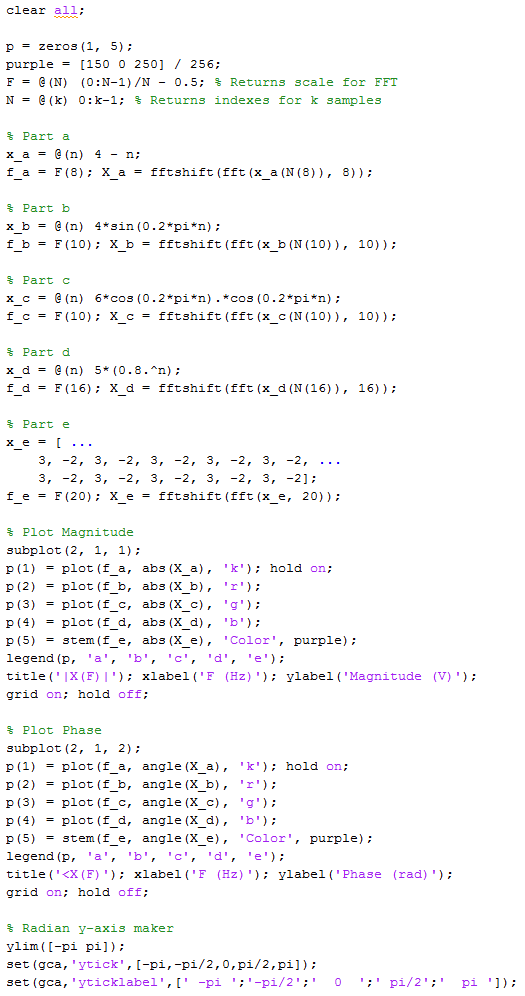 clear all;
p = zeros(1, 5);
purple = [150 0 250] / 256;
F = @(N) (0:N-1)/N - 0.5; % Returns scale for FFT
N = @(k) 0:k-1; % Returns indexes for k samples
% Part a
x_a = @(n) 4 - n;
f_a = F(8); X_a = fftshift(fft(x_a(N(8)), 8));
% Part b
x_b = @(n) 4*sin(0.2*pi*n);
f_b = F(10); X_b = fftshift(fft(x_b(N(10)), 10));
% Part c
x_c = @(n) 6*cos(0.2*pi*n).*cos(0.2*pi*n);
f_c = F(10); X_c = fftshift(fft(x_c(N(10)), 10));
% Part d
x_d = @(n) 5*(0.8.^n);
f_d = F(16); X_d = fftshift(fft(x_d(N(16)), 16));
% Part e
x_e = [ ...
    3, -2, 3, -2, 3, -2, 3, -2, 3, -2, ...
    3, -2, 3, -2, 3, -2, 3, -2, 3, -2];
f_e = F(20); X_e = fftshift(fft(x_e, 20));
% Plot Magnitude
subplot(2, 1, 1);
p(1) = plot(f_a, abs(X_a), 'k'); hold on;
p(2) = plot(f_b, abs(X_b), 'r');
p(3) = plot(f_c, abs(X_c), 'g');
p(4) = plot(f_d, abs(X_d), 'b');
p(5) = stem(f_e, abs(X_e), 'Color', purple);
legend(p, 'a', 'b', 'c', 'd', 'e');
title('|X(F)|'); xlabel('F (Hz)'); ylabel('Magnitude (V)');
grid on; hold off;
% Plot Phase
subplot(2, 1, 2);
p(1) = plot(f_a, angle(X_a), 'k'); hold on;
p(2) = plot(f_b, angle(X_b), 'r');
p(3) = plot(f_c, angle(X_c), 'g');
p(4) = plot(f_d, angle(X_d), 'b');
p(5) = stem(f_e, angle(X_e), 'Color', purple);
legend(p, 'a', 'b', 'c', 'd', 'e');
title('<X(F)'); xlabel('F (Hz)'); ylabel('Phase (rad)');
grid on; hold off;
% Radian y-axis maker
ylim([-pi pi]);
set(gca,'ytick',[-pi,-pi/2,0,pi/2,pi]);
set(gca,'yticklabel',[' -pi ';'-pi/2';'  0  ';' pi/2';'  pi ']);